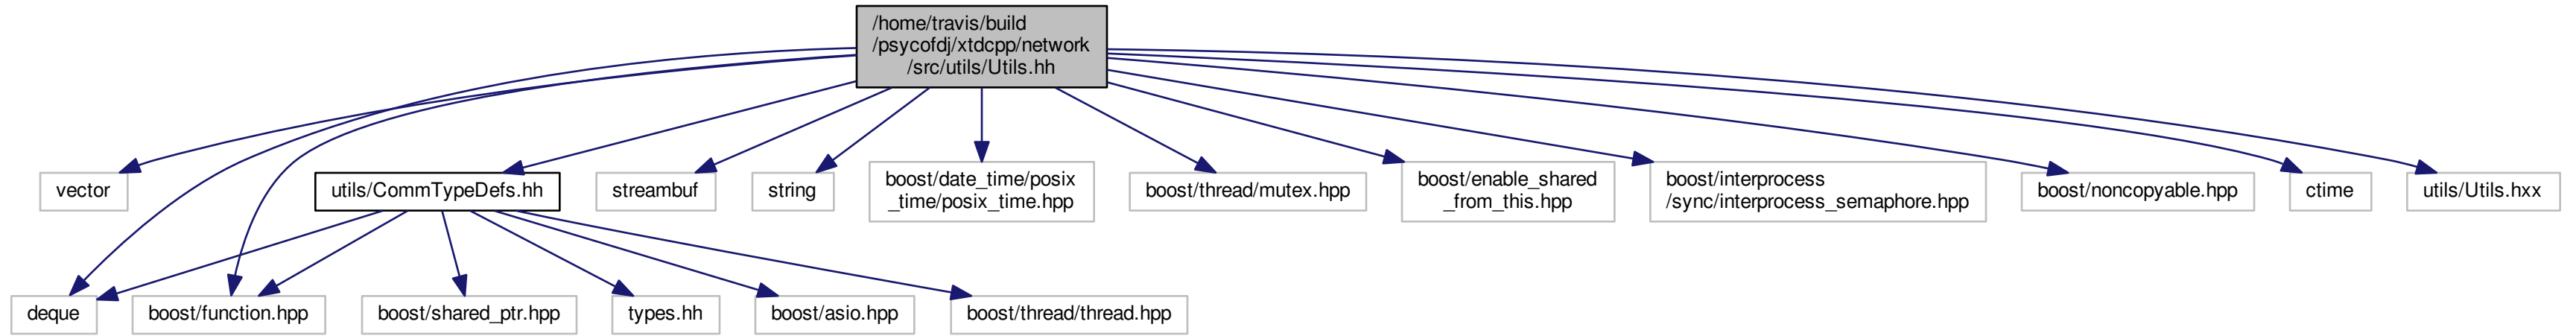 /home/travis/build
/psycofdj/xtdcpp/network
/src/utils/Utils.hh
vector
utils/CommTypeDefs.hh
streambuf
string
boost/date_time/posix
_time/posix_time.hpp
boost/thread/mutex.hpp
boost/enable_shared
_from_this.hpp
boost/interprocess
/sync/interprocess_semaphore.hpp
boost/noncopyable.hpp
ctime
utils/Utils.hxx
deque
boost/function.hpp
boost/shared_ptr.hpp
types.hh
boost/asio.hpp
boost/thread/thread.hpp